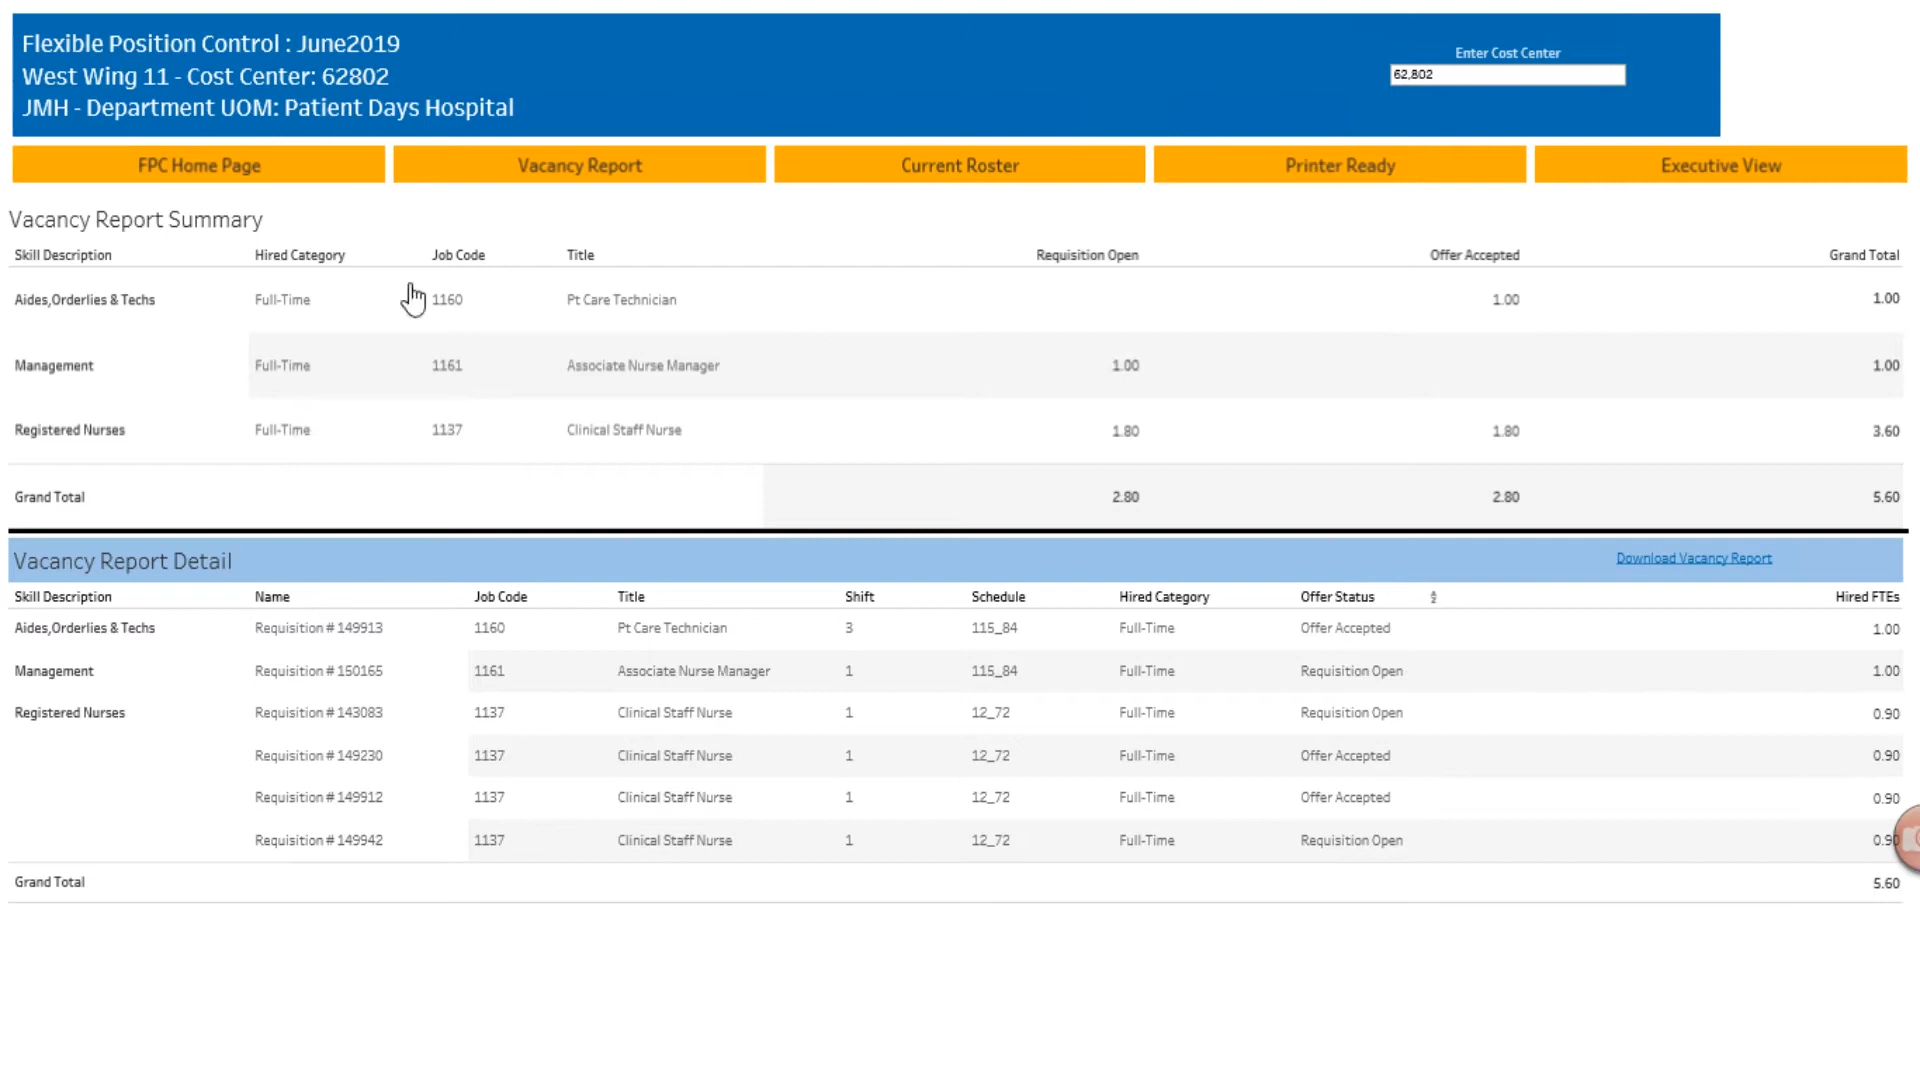 Flexible Position Control : June2019
West Wing 11 - Cost Center: 62802
JMH - Department UOM: Patient Days Hospital
Enter Cost Center
62,802
FPC Home Page Vacancy Report Current Roster Printer Ready Executive View
Vacancy Report Summary
Skill Description Hired Category Job Code Title Requisition Open Offer Accepted Grand Total
Aides,Orderlies & Techs Full-Time 1160 Pt Care Technician 1.00 1.00
Management Full-Time 1161 Associate Nurse Manager 1.00 1.00
Registered Nurses Full-Time 1137 Clinical Staff Nurse 1.80 1.80 3.60
Grand Total 2.80 2.80 5.60
Vacancy Report Detail Download Vacancy Report
Skill Description Name Job Code Title Shift Schedule Hired Category Offer Status Hired FTEs
Aides,Orderlies & Techs Requisition # 149913 1160 Pt Care Technician 3 115_84 Full-Time Offer Accepted 1.00
Management Requisition # 150165 1161 Associate Nurse Manager 1 115_84 Full-Time Requisition Open 1.00
Registered Nurses Requisition # 143083 1137 Clinical Staff Nurse 1 12_72 Full-Time Requisition Open 0.90
Requisition # 149230 1137 Clinical Staff Nurse 1 12_72 Full-Time Offer Accepted 0.90
Requisition # 149912 1137 Clinical Staff Nurse 1 12_72 Full-Time Offer Accepted 0.90
Requisition # 149942 1137 Clinical Staff Nurse 1 12_72 Full-Time Requisition Open 0.90
Grand Total 5.60